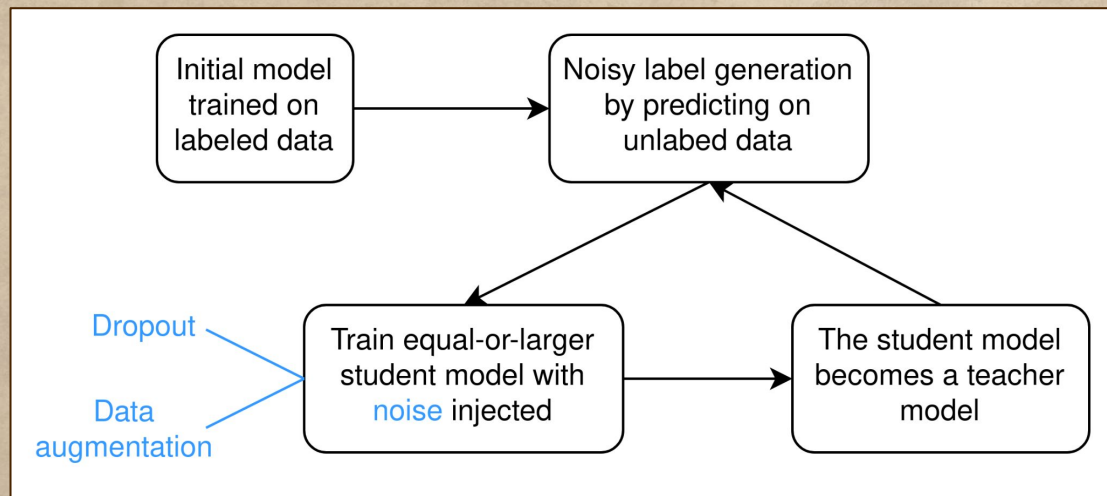 Initial model
trained on
labeled data
Noisy label generation
by predicting on
unlabed data
Dropout
Data
augmentation
Train equal-or-larger
student model with
noise injected
The student model
becomes a teacher
model